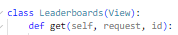 class Leaderboards(View):
    def get(self, request, id):